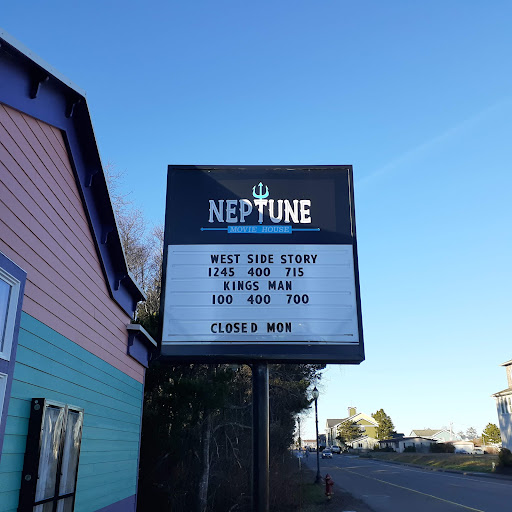 NEPTUNE
MOVIE HOUSE
WEST SIDE STORY
1245 400 715
KINGS MAN
100 400 700
CLOSED MON